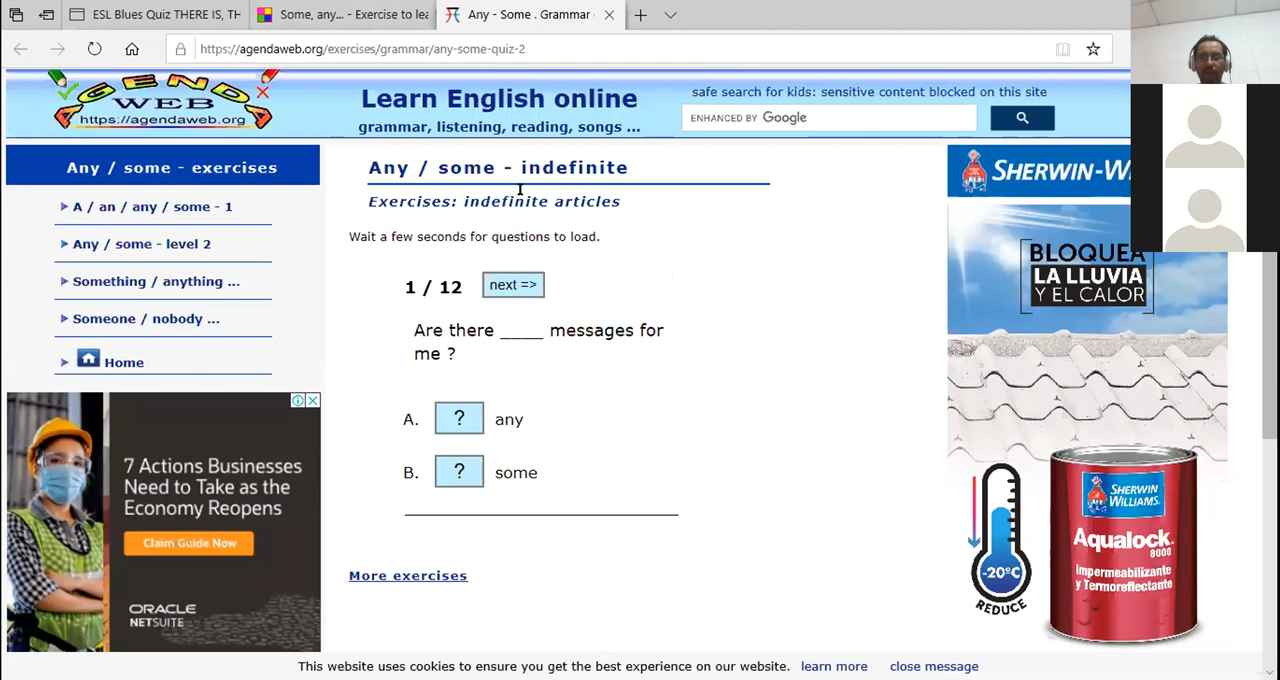 ESL Blues Quiz THERE IS, TH
Some, any... - Exercise to lea
Any - Some . Grammar
https://agendaweb.org/exercises/grammar/any-some-quiz-2
AGENDA
WEB
https://agendaweb.org
Learn English online
grammar, listening, reading, songs ...
safe search for kids: sensitive content blocked on this site
ENHANCED BY Google
Any / some - exercises
A / an / any / some - 1
Any / some - level 2
Something / anything ...
Someone / nobody ...
Home
Any / some - indefinite
Exercises: indefinite articles
Wait a few seconds for questions to load.
1 / 12
next =>
Are there ____ messages for
me ?
A. ? any
B. ? some
More exercises
7 Actions Businesses
Need to Take as the
Economy Reopens
Claim Guide Now
ORACLE
NETSUITE
SHERWIN-W
BLOQUEA
LA LLUVIA
Y EL CALOR
-20°C
REDUCE
SHERWIN
WILLIAMS.
Aqualock
8000
Impermeabilizante
y Termoreflectante
This website uses cookies to ensure you get the best experience on our website. learn more close message